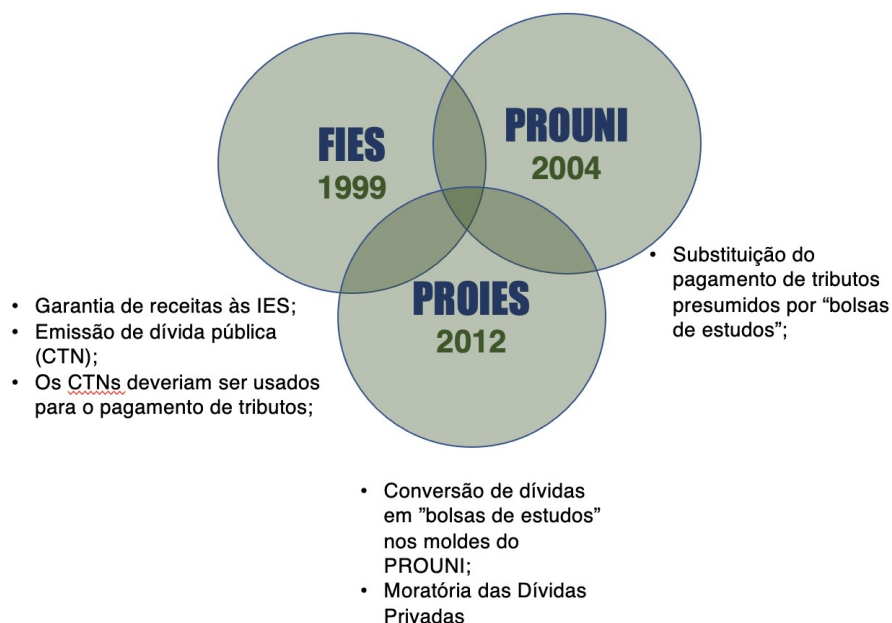 FIES
1999
PROUNI
2004
PROIES
2012
• Garantia de receitas às IES;
• Emissão de dívida pública
(CTN);
• Os CTNs deveriam ser usados
para o pagamento de tributos;
• Substituição do
pagamento de tributos
presumidos por “bolsas
de estudos”;
• Conversão de dívidas
em ”bolsas de estudos”
nos moldes do
PROUNI;
• Moratória das Dívidas
Privadas